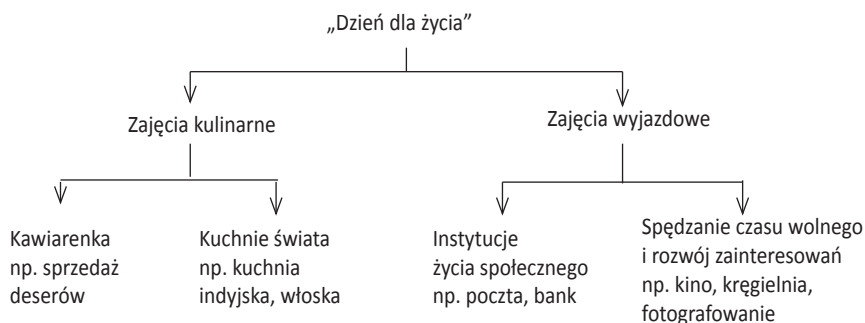 „Dzień dla życia”
Zajęcia kulinarne
Zajęcia wyjazdowe
Kawiarenka
np. sprzedaż
deserów
Kuchnie świata
np. kuchnia
indyjska, włoska
Instytucje
życia społecznego
np. poczta, bank
Spędzanie czasu wolnego
i rozwój zainteresowań
np. kino, kręgielnia,
fotografowanie